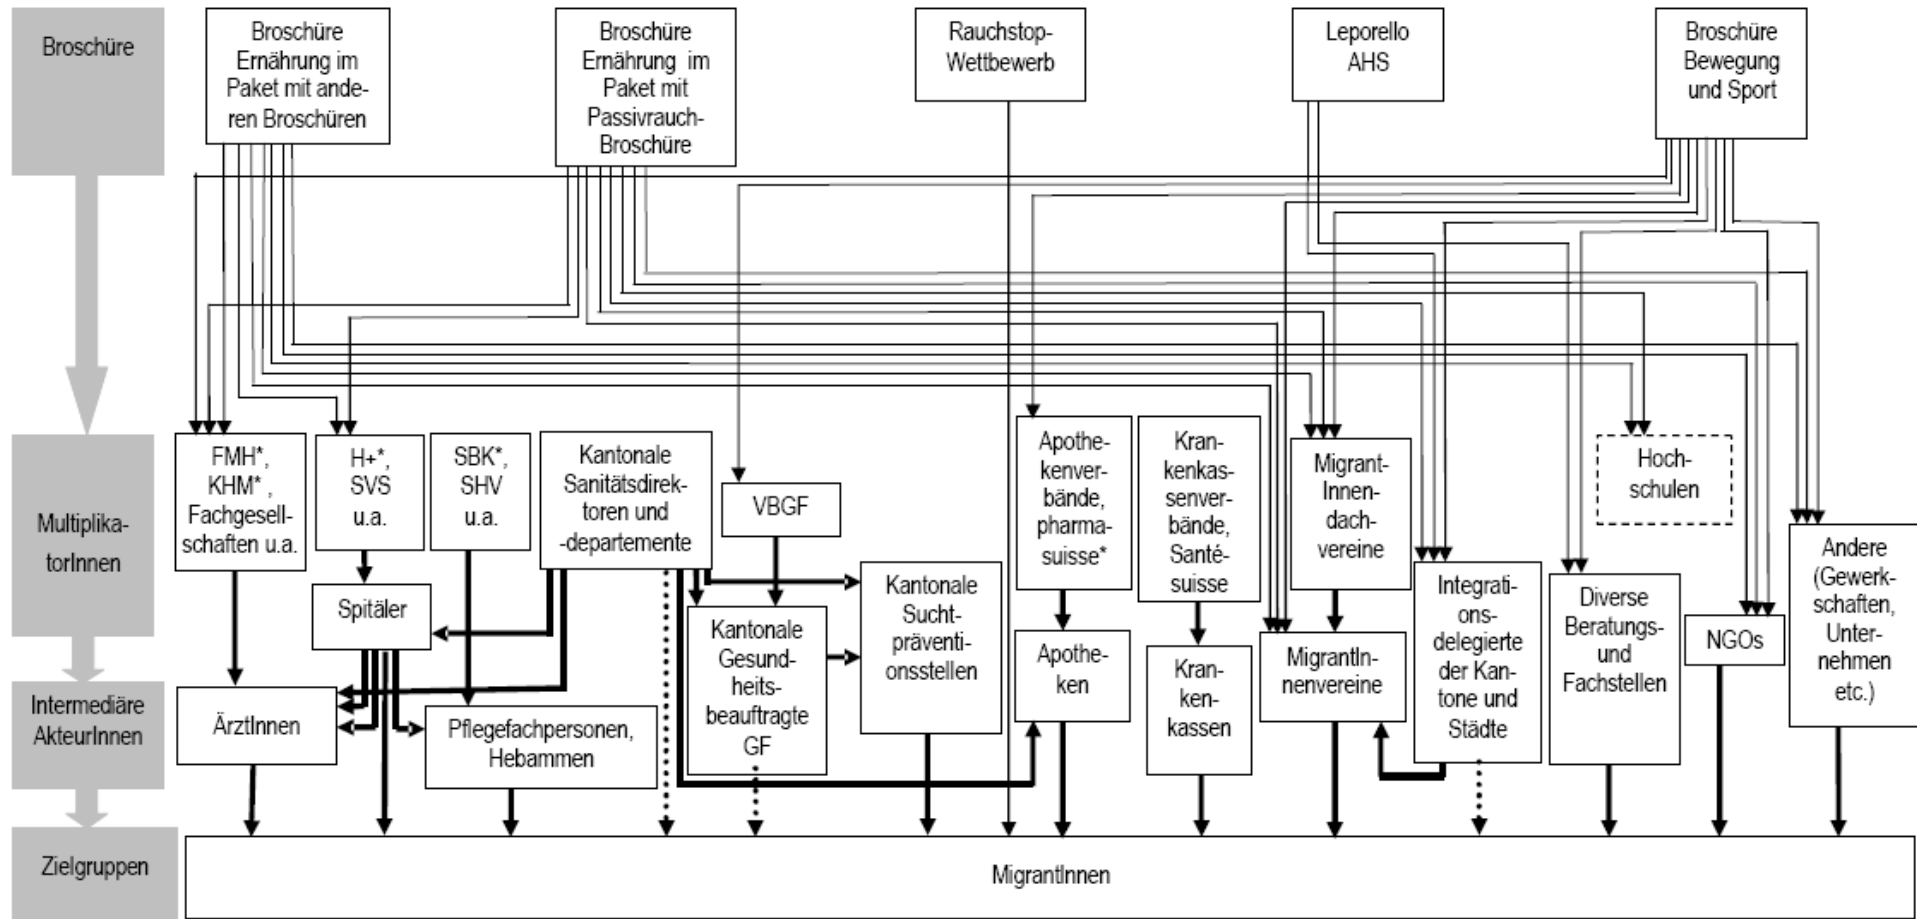 Broschüre
Broschüre
Ernährung im
Paket mit ande-
ren Broschüren
Broschüre
Ernährung im
Paket mit
Passivrauch-
Broschüre
Rauchstop-
Wettbewerb
Leporello
AHS
Broschüre
Bewegung
und Sport
Multiplika-
torInnen
FMH*,
KHM* ,
Fachgesell-
schaften u.a.
H+*,
SVS
u.a.
SBK*,
SHV
u.a.
Kantonale
Sanitätsdirek-
toren und
-departemente
VBGF
Apothe-
kenver-
bände,
pharma-
suisse*
Kran-
kenkas-
senver-
bände,
Santé-
suisse
Migrant-
Innen-
dach-
vereine
Hoch-
schulen
Andere
(Gewerk-
schaften,
Unter-
nehmen
etc.)
Spitäler
Kantonale
Gesund-
heits-
beauftragte
GF
Kantonale
Sucht-
präventi-
onsstellen
Apothe-
ken
Kran-
ken-
kassen
MigrantIn-
nenvereine
Integrati-
ons-
delegierte
der Kan-
tone und
Städte
Diverse
Beratungs-
und
Fachstellen
NGOs
Intermediäre
AkteurInnen
ÄrztInnen
Pflegefachpersonen,
Hebammen
Zielgruppen
MigrantInnen